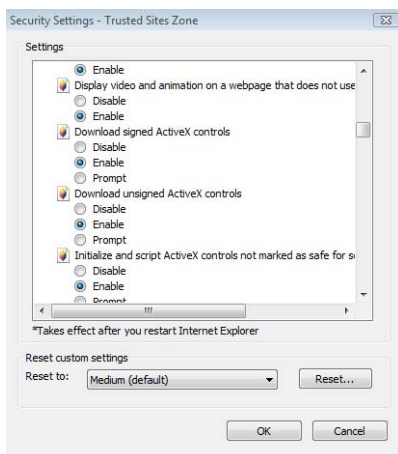 Security Settings - Trusted Sites Zone
Settings
Enable
Display video and animation on a webpage that does not use
Disable
Enable
Download signed ActiveX controls
Disable
Enable
Prompt
Download unsigned ActiveX controls
Disable
Enable
Prompt
Initialize and script ActiveX controls not marked as safe for s
Disable
Enable
Prompt
*Takes effect after you restart Internet Explorer
Reset custom settings
Reset to: Medium (default) Reset...
OK Cancel